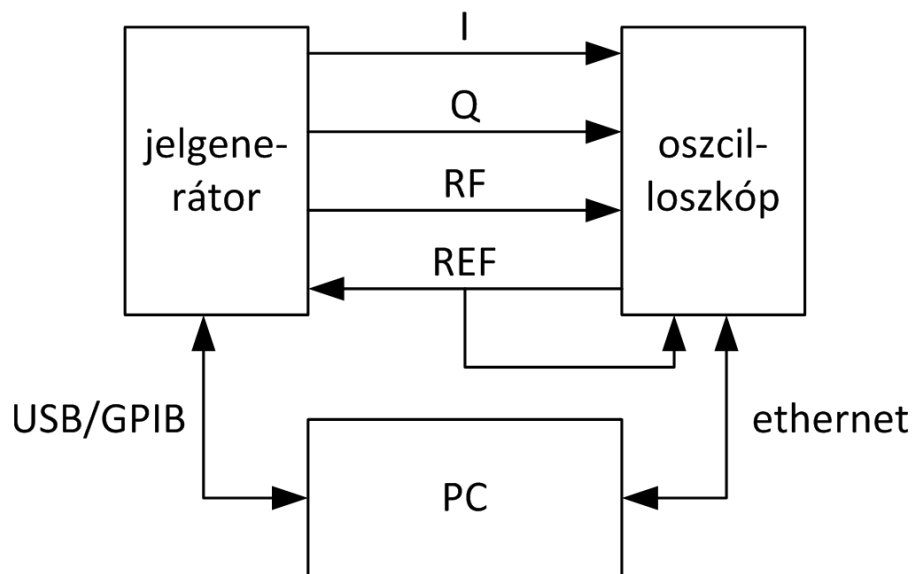 I
Q
RF
REF
jelgene-
rátor
oszcil-
loszkóp
USB/GPIB
ethernet
PC